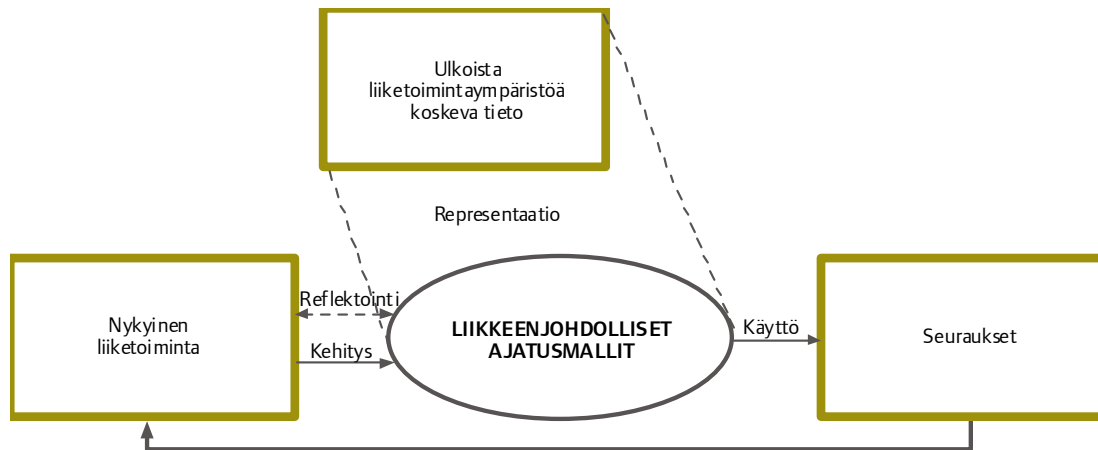 Ulkoista
liiketoimintaympäristöä
koskeva tieto
Representaatio
Reflektointi
Nykyinen
liiketoiminta
Kehitys
LIIKKEENJOHDOLLISET
AJATUSMALLIT
Käyttö
Seuraukset